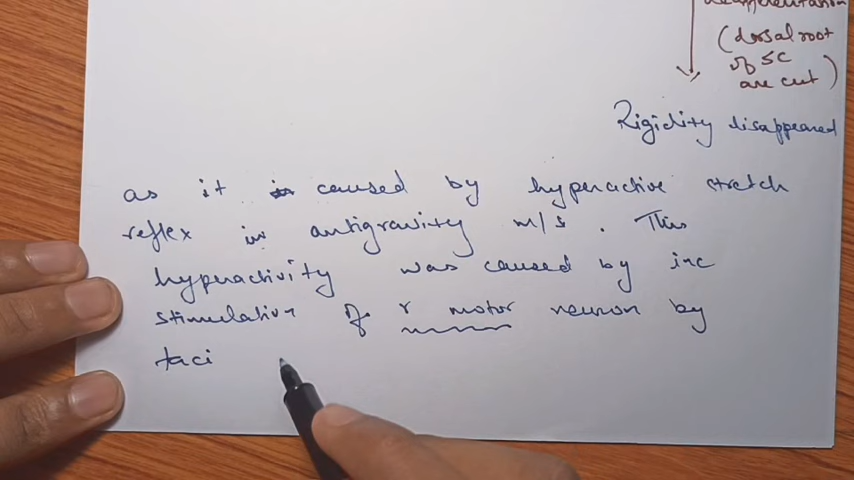 Deafferentation
(dorsal root
of SC
are cut)
Rigidity disappeared
as it is caused by hyperactive stretch
reflex in antigravity m/s. This
hyperactivity was caused by inc
stimulation of r motor neuron by
faci